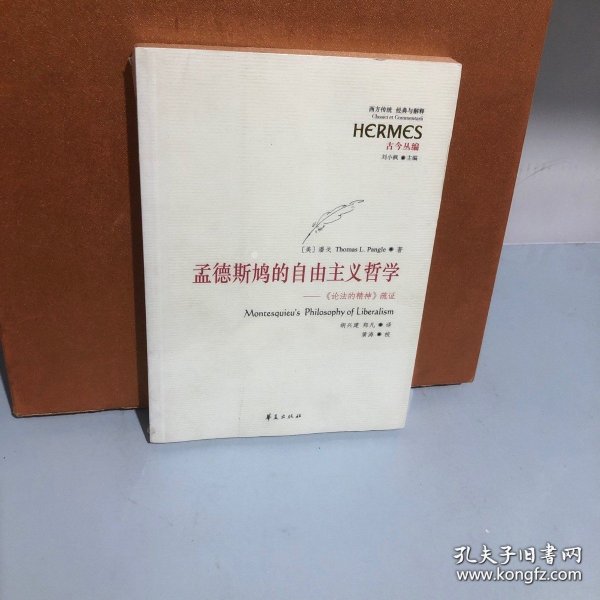 西方传统 经典与解释
Classici et Commentarii
HERMES
古今丛编
刘小枫 ● 主编
[美] 潘戈 Thomas L. Pangle ● 著
孟德斯鸠的自由主义哲学
——《论法的精神》疏证
Montesquieu's Philosophy of Liberalism
胡兴建 郑凡 ● 译
黄涛 ● 校
华夏出版社
孔夫子旧书网
www.kongfz.com